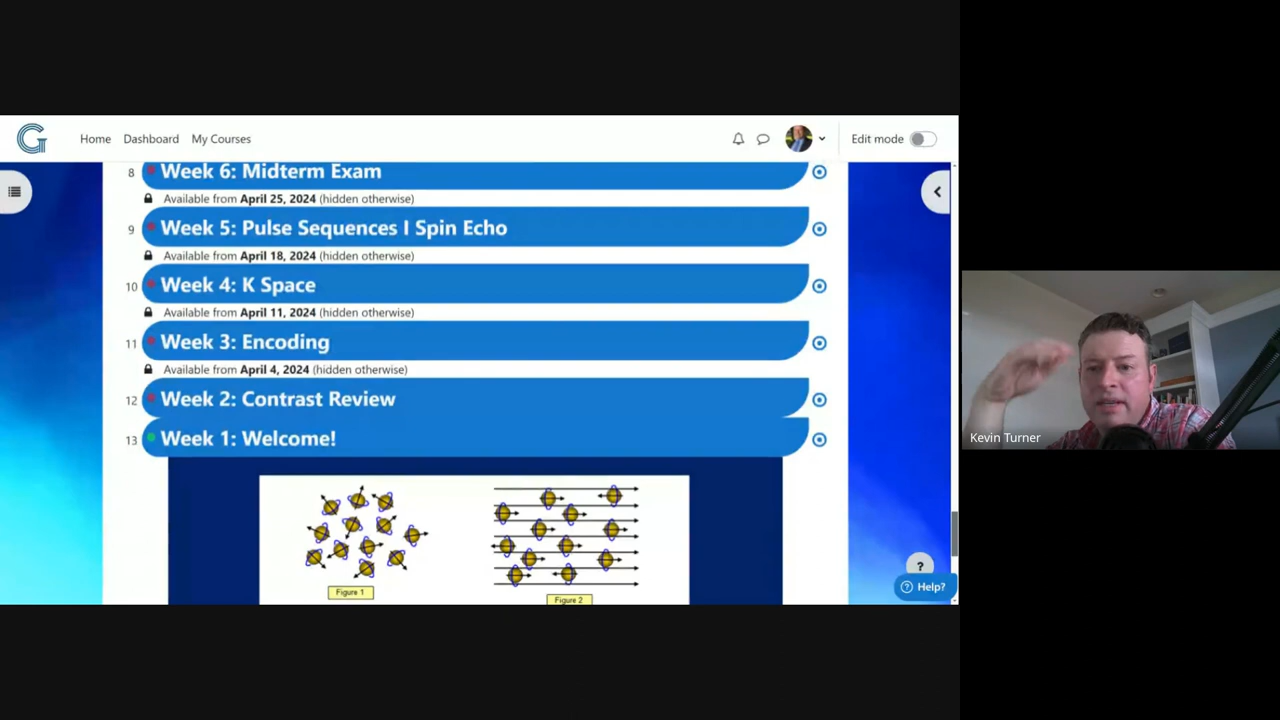 Home Dashboard My Courses Edit mode
8 Week 6: Midterm Exam
Available from April 25, 2024 (hidden otherwise)
9 Week 5: Pulse Sequences I Spin Echo
Available from April 18, 2024 (hidden otherwise)
10 Week 4: K Space
Available from April 11, 2024 (hidden otherwise)
11 Week 3: Encoding
Available from April 4, 2024 (hidden otherwise)
12 Week 2: Contrast Review
13 Week 1: Welcome!
Kevin Turner
?
? Help?
Figure 1
Figure 2